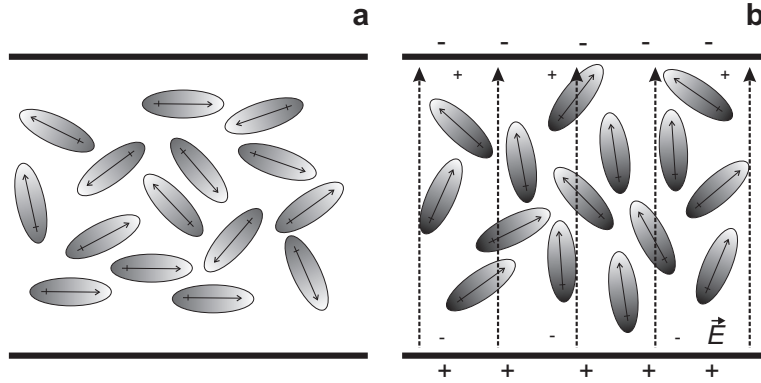 a
b
- - - - -
+ + +
- - -
E
+ + + + +